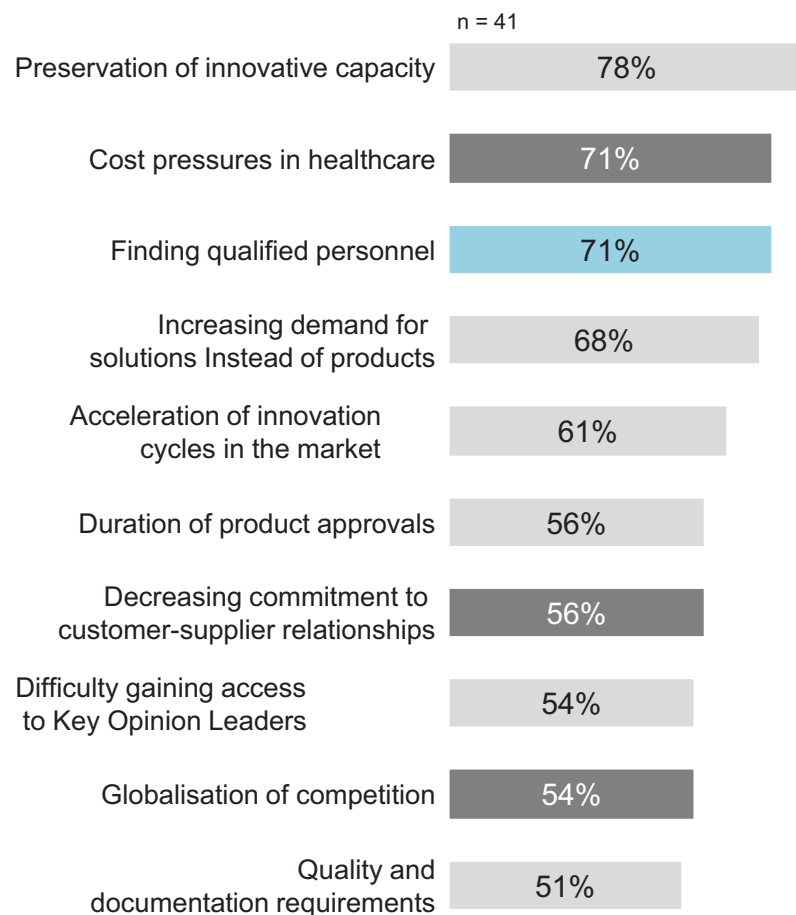 n = 41
Preservation of innovative capacity 78%
Cost pressures in healthcare 71%
Finding qualified personnel 71%
Increasing demand for
solutions Instead of products 68%
Acceleration of innovation
cycles in the market 61%
Duration of product approvals 56%
Decreasing commitment to
customer-supplier relationships 56%
Difficulty gaining access
to Key Opinion Leaders 54%
Globalisation of competition 54%
Quality and
documentation requirements 51%